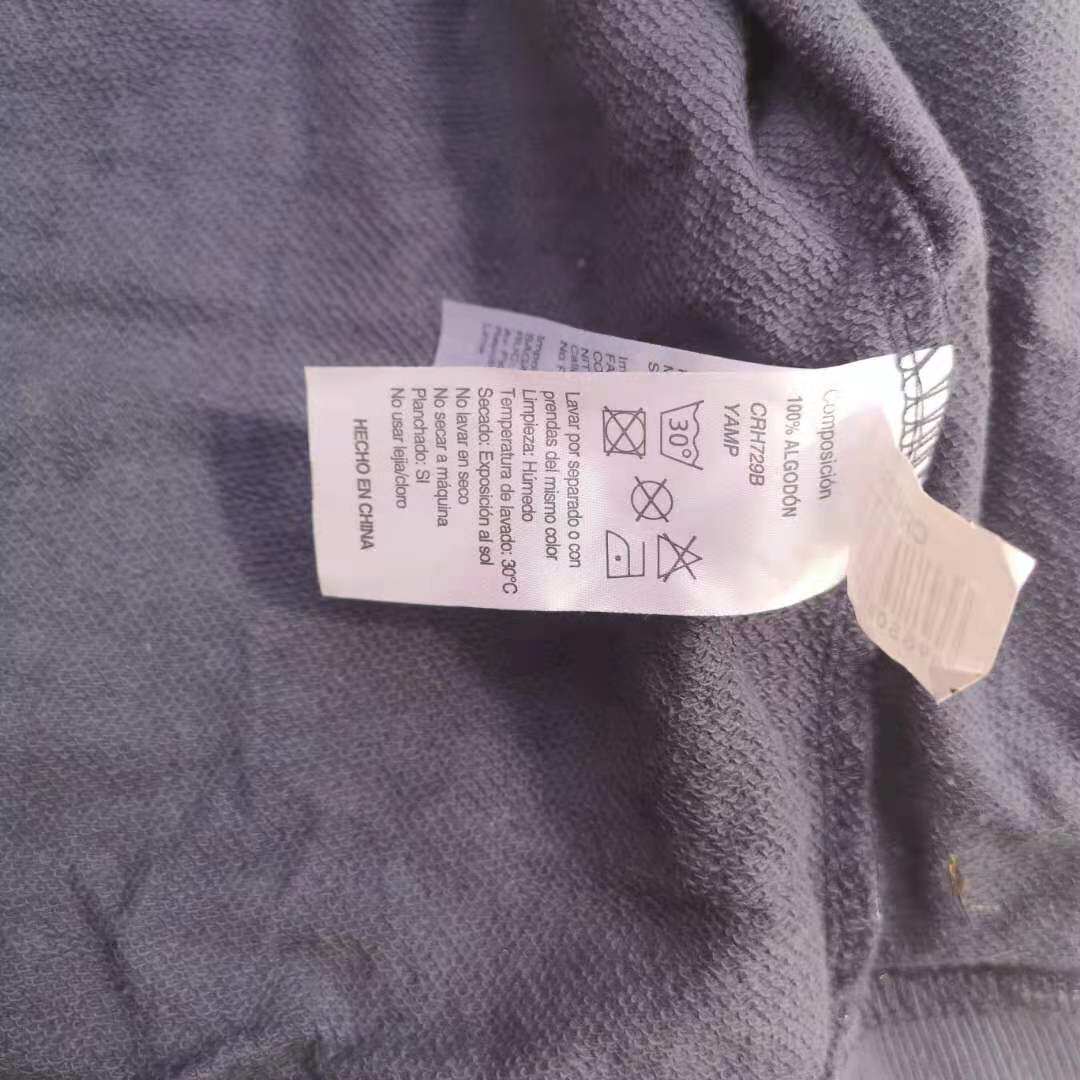 Composición
100% ALGODÓN
CRH729B
YAMP
30°
Lavar por separado o con
prendas del mismo color
Limpieza: Húmedo
Temperatura de lavado: 30°C
Secado: Exposición al sol
No lavar en seco
No secar a máquina
Planchado: SI
No usar lejia/cloro
HECHO EN CHINA